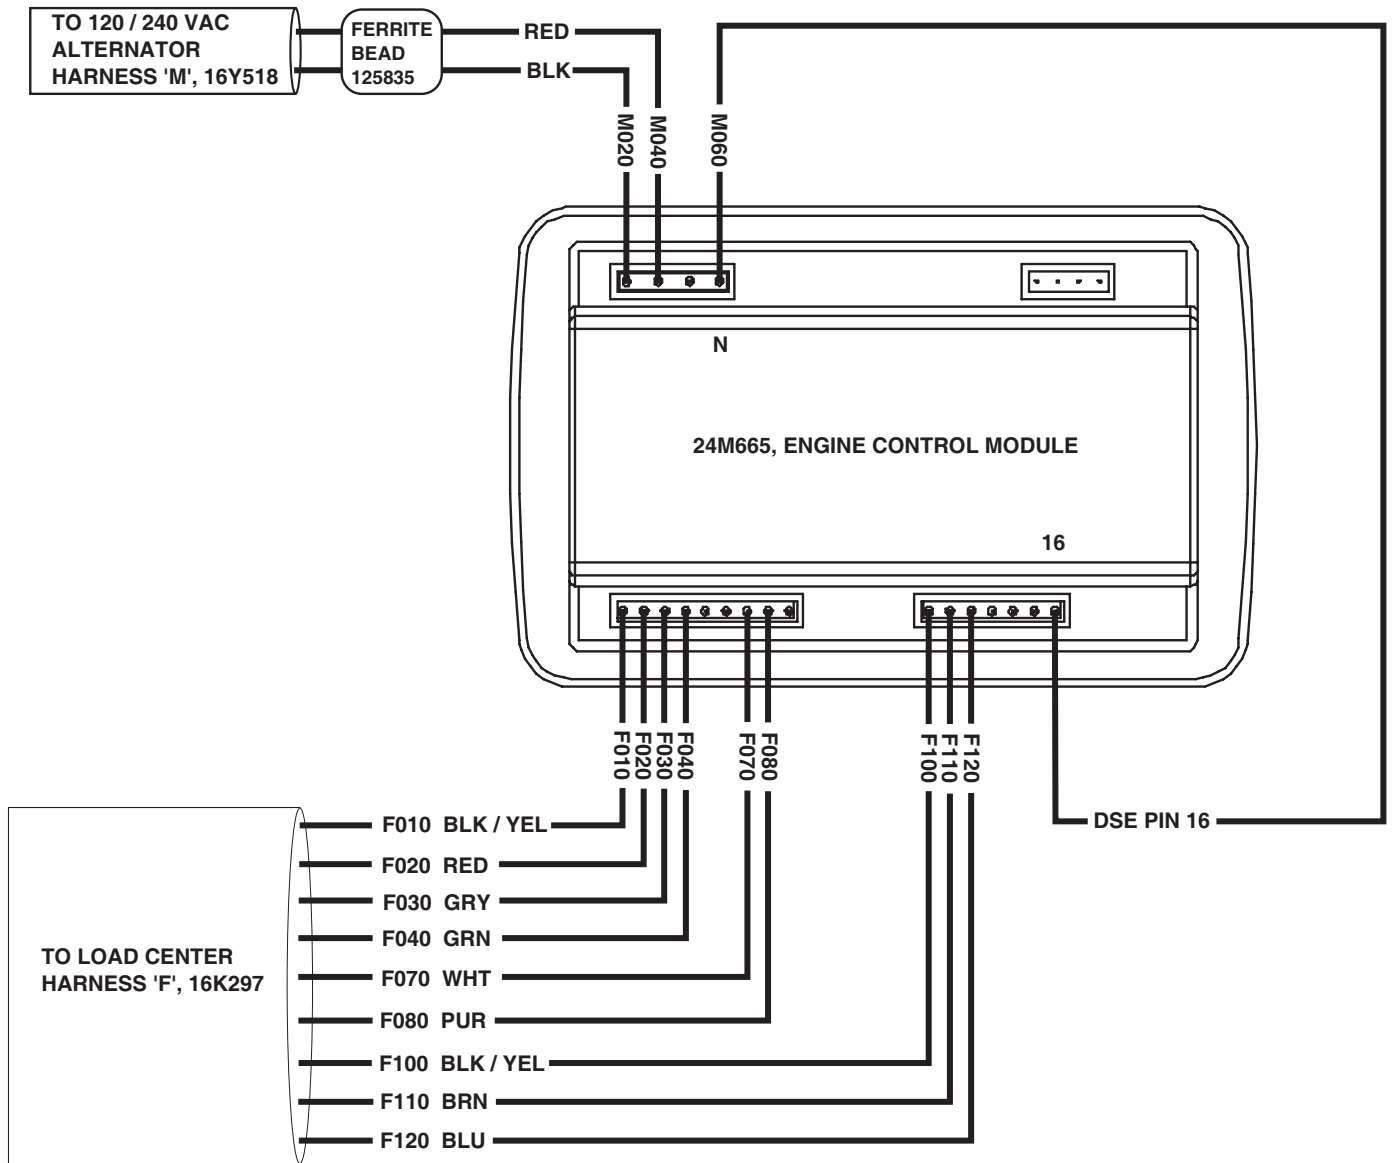 TO 120 / 240 VAC
ALTERNATOR
HARNESS 'M', 16Y518
FERRITE
BEAD
125835
RED
BLK
M020
M040
M060
N
24M665, ENGINE CONTROL MODULE
16
F010
F020
F030
F040
F070
F080
F100
F110
F120
DSE PIN 16
TO LOAD CENTER
HARNESS 'F', 16K297
F010 BLK / YEL
F020 RED
F030 GRY
F040 GRN
F070 WHT
F080 PUR
F100 BLK / YEL
F110 BRN
F120 BLU